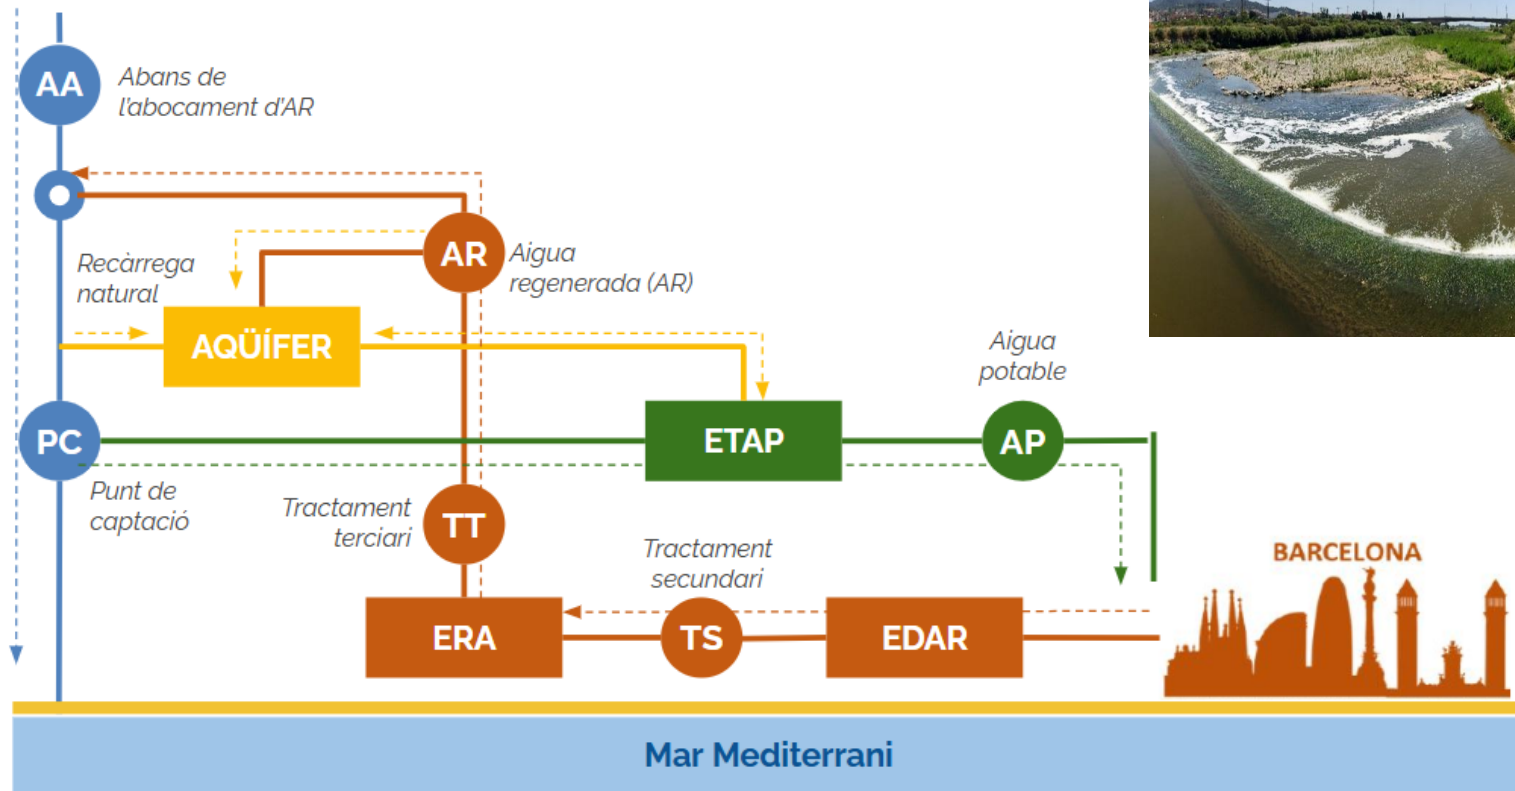 AA
Abans de
l'abocament d'AR
AR
Aigua
regenerada (AR)
Recàrrega
natural
AQÜÍFER
Aigua
potable
PC
ETAP
AP
Punt de
captació
Tractament
terciari
TT
Tractament
secundari
BARCELONA
ERA
TS
EDAR
Mar Mediterrani